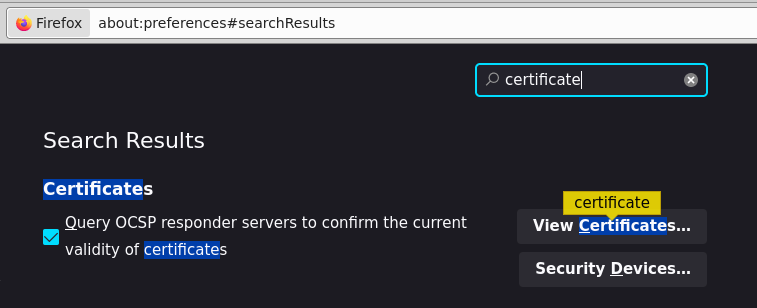 Firefox about:preferences#searchResults
certificate
Search Results
Certificates
certificate
Query OCSP responder servers to confirm the current
validity of certificates
View Certificates...
Security Devices...